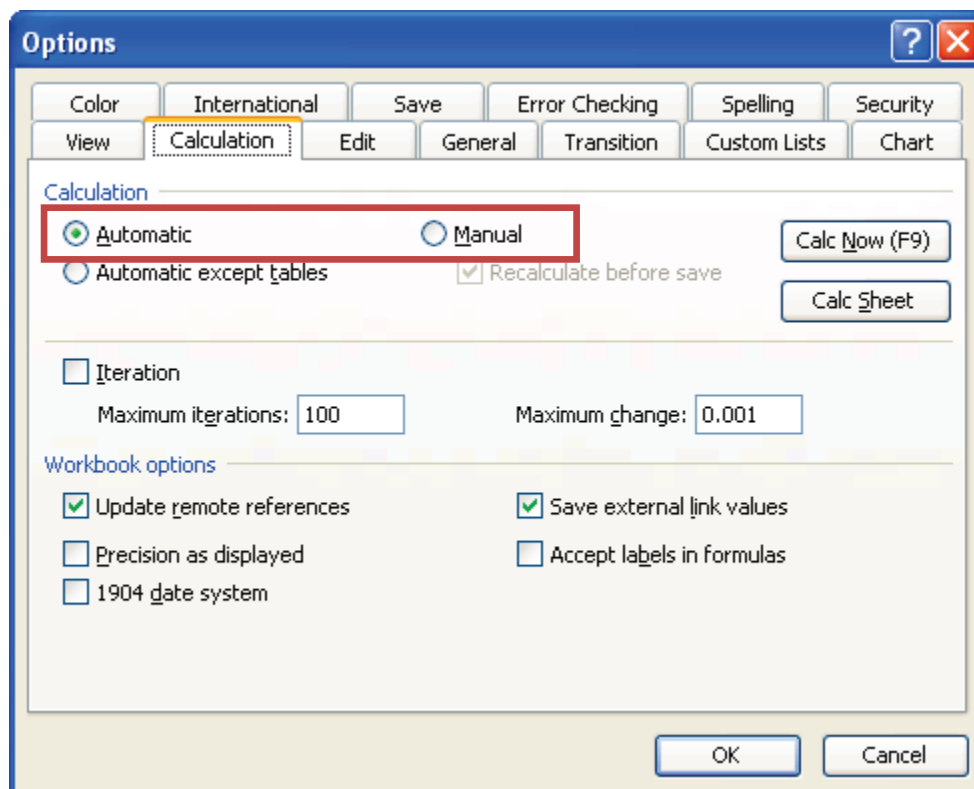 Options
Color International Save Error Checking Spelling Security
View Calculation Edit General Transition Custom Lists Chart
Calculation
Automatic Manual Calc Now (F9)
Automatic except tables Recalculate before save
Calc Sheet
Iteration
Maximum iterations: 100 Maximum change: 0.001
Workbook options
Update remote references Save external link values
Precision as displayed Accept labels in formulas
1904 date system
OK Cancel